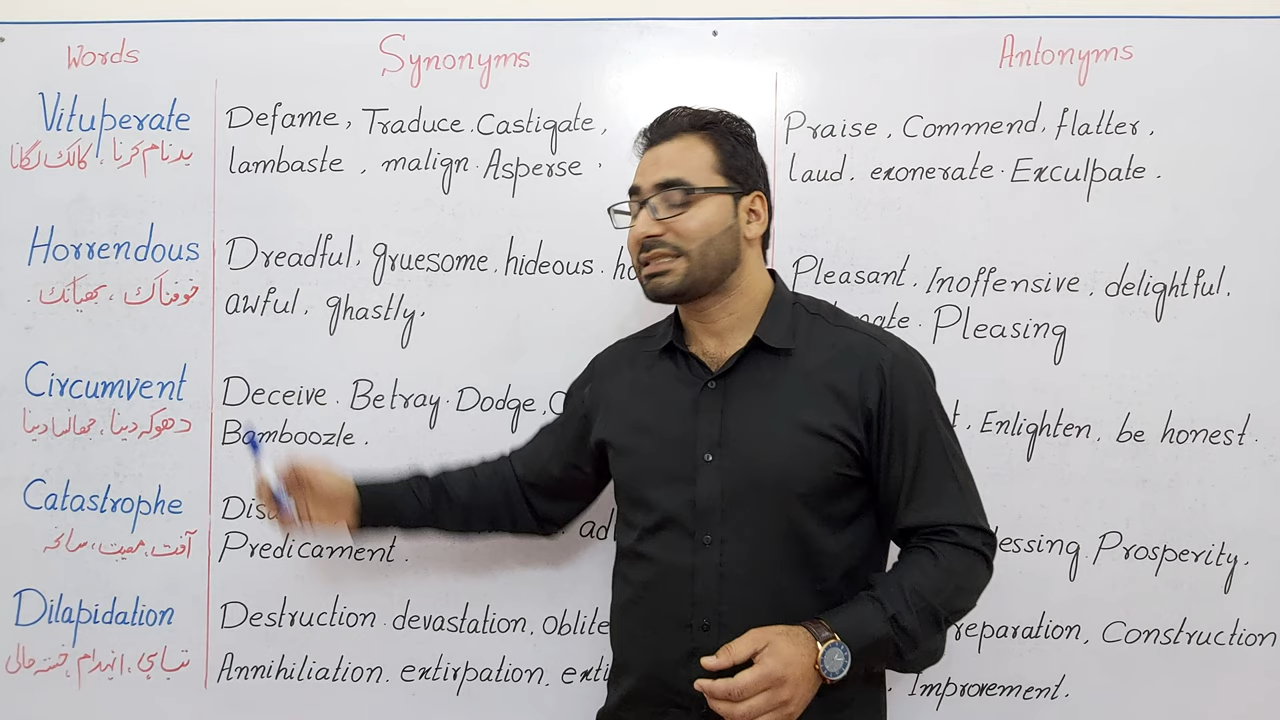 Words Synonyms Antonyms
Vituperate
بدنام کرنا، کالک لگانا
Defame, Traduce. Castigate,
lambaste, malign. Asperse.
Praise, Commend, flatter,
laud. exonerate. Exculpate.
Horrendous
خوفناک، بھیانک.
Dreadful, gruesome, hideous.
awful, ghastly.
Pleasant, Inoffensive, delightful.
Pleasing
Circumvent
دھوکہ دینا، جھانسا دینا
Deceive. Betray. Dodge,
Bamboozle.
Enlighten, be honest.
Catastrophe
آفت، مصیبت، سانحہ
Predicament.
Prosperity.
Dilapidation
تباہی، انہدام، خستہ حالی
Destruction. devastation,
Annihiliation. extirpation,
Construction
Improvement.